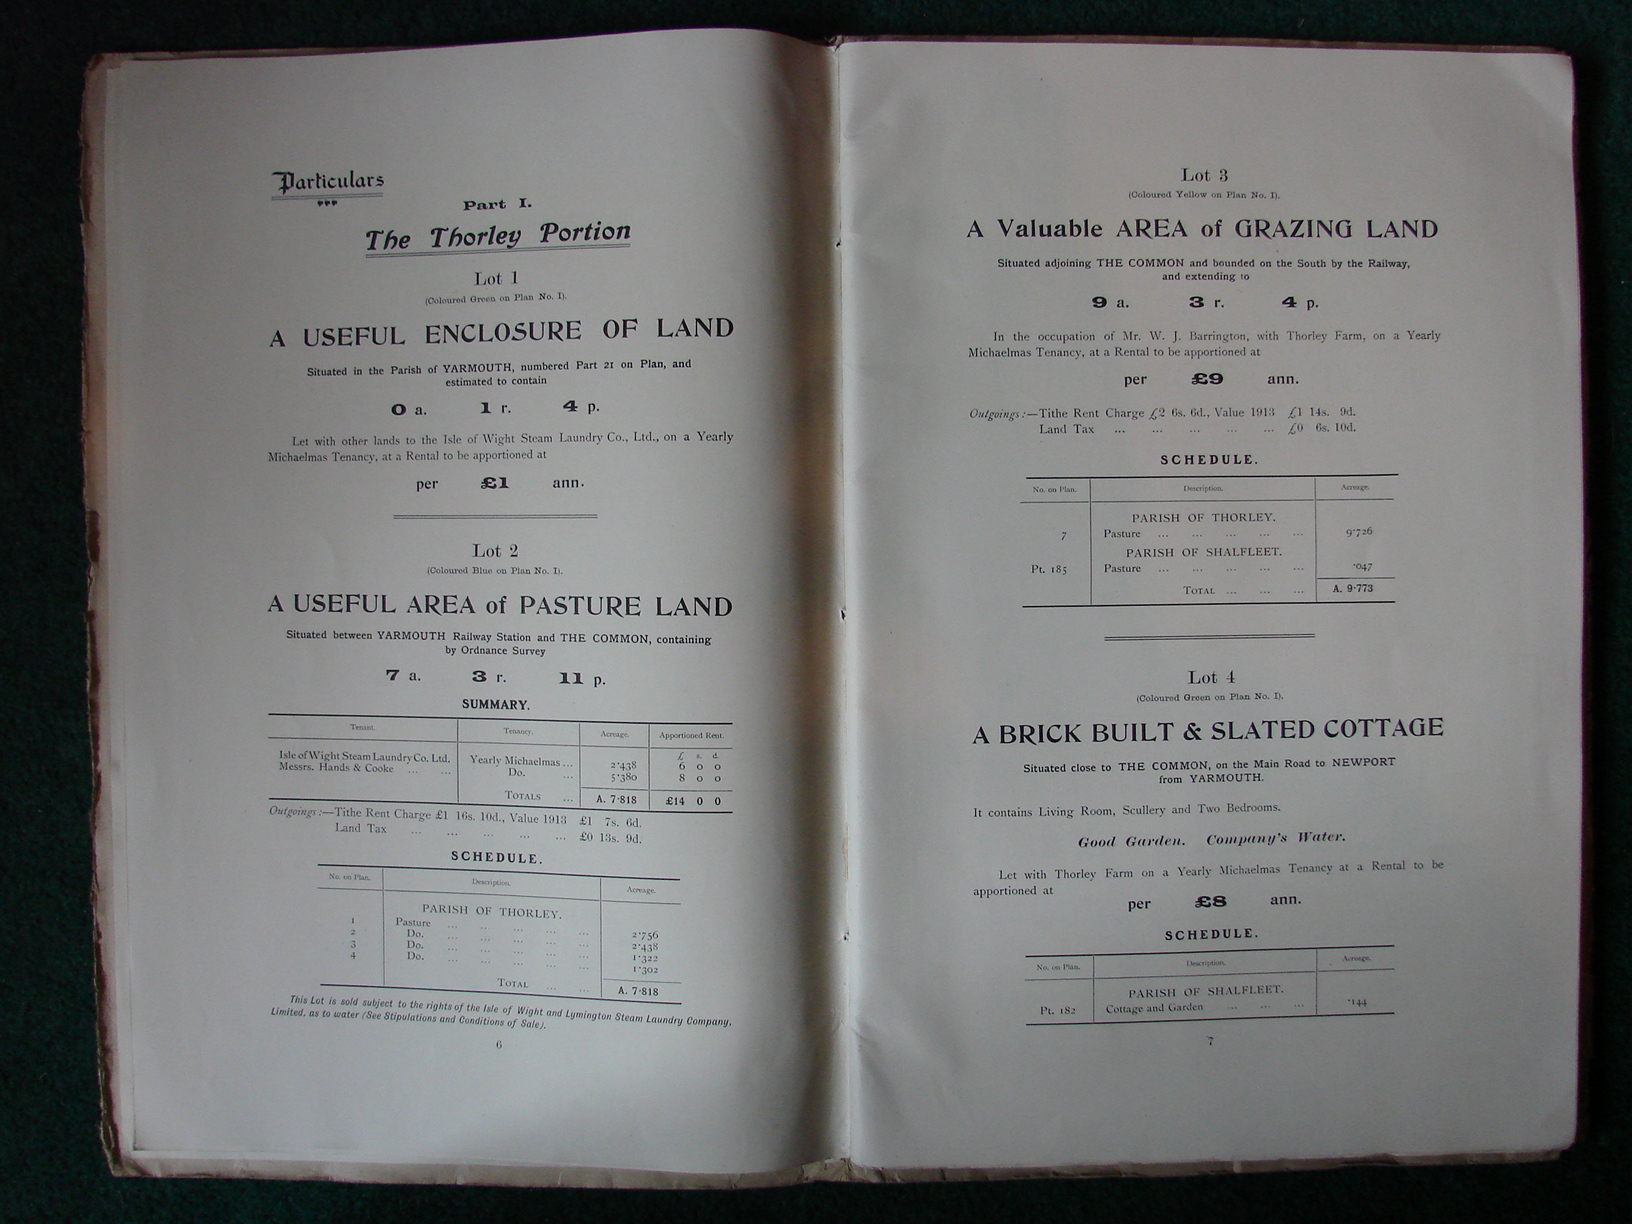 Particulars
Part I.
The Thorley Portion
Lot 1
(Coloured Green on Plan No. I).
A USEFUL ENCLOSURE OF LAND
Situated in the Parish of YARMOUTH, numbered Part 21 on Plan, and
estimated to contain
0 a. 1 r. 4 p.
Let with other lands to the Isle of Wight Steam Laundry Co., Ltd., on a Yearly
Michaelmas Tenancy, at a Rental to be apportioned at
per £1 ann.
Lot 2
(Coloured Blue on Plan No. I).
A USEFUL AREA of PASTURE LAND
Situated between YARMOUTH Railway Station and THE COMMON, containing
by Ordnance Survey
7 a. 3 r. 11 p.
SUMMARY.
Tenant. Tenancy. Acreage. Apportioned Rent.
£ s. d.
Isle of Wight Steam Laundry Co. Ltd. Yearly Michaelmas ... 2·438 6 0 0
Messrs. Hands & Cooke ... ... Do. ... 5·380 8 0 0
TOTALS ... A. 7·818 £14 0 0
Outgoings:—Tithe Rent Charge £1 16s. 10d., Value 1913 £1 7s. 6d.
Land Tax ... ... ... ... ... £0 13s. 9d.
SCHEDULE.
No. on Plan. Description. Acreage.
PARISH OF THORLEY.
1 Pasture ... ... ... ... ... 2·756
2 Do. ... ... ... ... ... 2·438
3 Do. ... ... ... ... ... 1·322
4 Do. ... ... ... ... ... 1·302
TOTAL ... ... A. 7·818
This Lot is sold subject to the rights of the Isle of Wight and Lymington Steam Laundry Company,
Limited, as to water (See Stipulations and Conditions of Sale).
6
Lot 3
(Coloured Yellow on Plan No. I).
A Valuable AREA of GRAZING LAND
Situated adjoining THE COMMON and bounded on the South by the Railway,
and extending to
9 a. 3 r. 4 p.
In the occupation of Mr. W. J. Barrington, with Thorley Farm, on a Yearly
Michaelmas Tenancy, at a Rental to be apportioned at
per £9 ann.
Outgoings:—Tithe Rent Charge £2 6s. 6d., Value 1913 £1 14s. 9d.
Land Tax ... ... ... ... ... £0 6s. 10d.
SCHEDULE.
No. on Plan. Description. Acreage.
PARISH OF THORLEY.
7 Pasture ... ... ... ... ... 9·726
PARISH OF SHALFLEET.
Pt. 185 Pasture ... ... ... ... ... ·047
TOTAL ... ... ... A. 9·773
Lot 4
(Coloured Green on Plan No. I).
A BRICK BUILT & SLATED COTTAGE
Situated close to THE COMMON, on the Main Road to NEWPORT
from YARMOUTH.
It contains Living Room, Scullery and Two Bedrooms.
Good Garden. Company's Water.
Let with Thorley Farm on a Yearly Michaelmas Tenancy at a Rental to be
apportioned at
per £8 ann.
SCHEDULE.
No. on Plan. Description. Acreage.
PARISH OF SHALFLEET.
Pt. 182 Cottage and Garden ... ... ... ·144
7